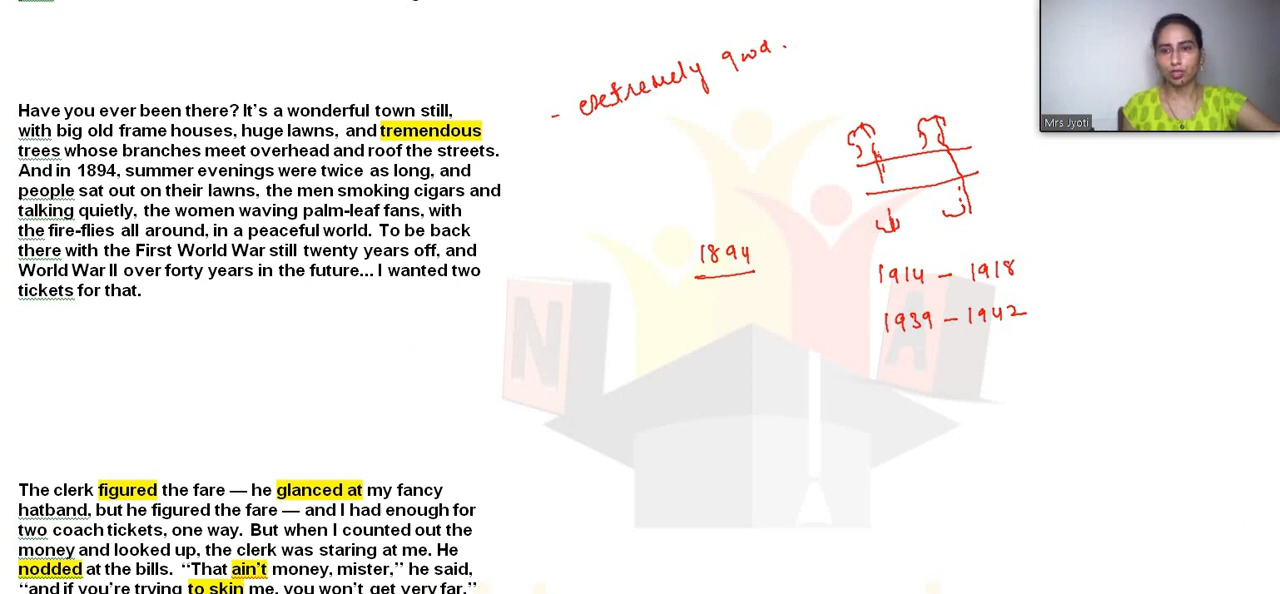 - extremely good.
Mrs Jyoti
Have you ever been there? It's a wonderful town still,
with big old frame houses, huge lawns, and tremendous
trees whose branches meet overhead and roof the streets.
And in 1894, summer evenings were twice as long, and
people sat out on their lawns, the men smoking cigars and
talking quietly, the women waving palm-leaf fans, with
the fire-flies all around, in a peaceful world. To be back
there with the First World War still twenty years off, and
World War II over forty years in the future... I wanted two
tickets for that.
1894
1914 - 1918
1939 - 1942
N
A
The clerk figured the fare — he glanced at my fancy
hatband, but he figured the fare — and I had enough for
two coach tickets, one way. But when I counted out the
money and looked up, the clerk was staring at me. He
nodded at the bills. “That ain't money, mister,” he said,
“and if you're trying to skin me, you won't get very far,”